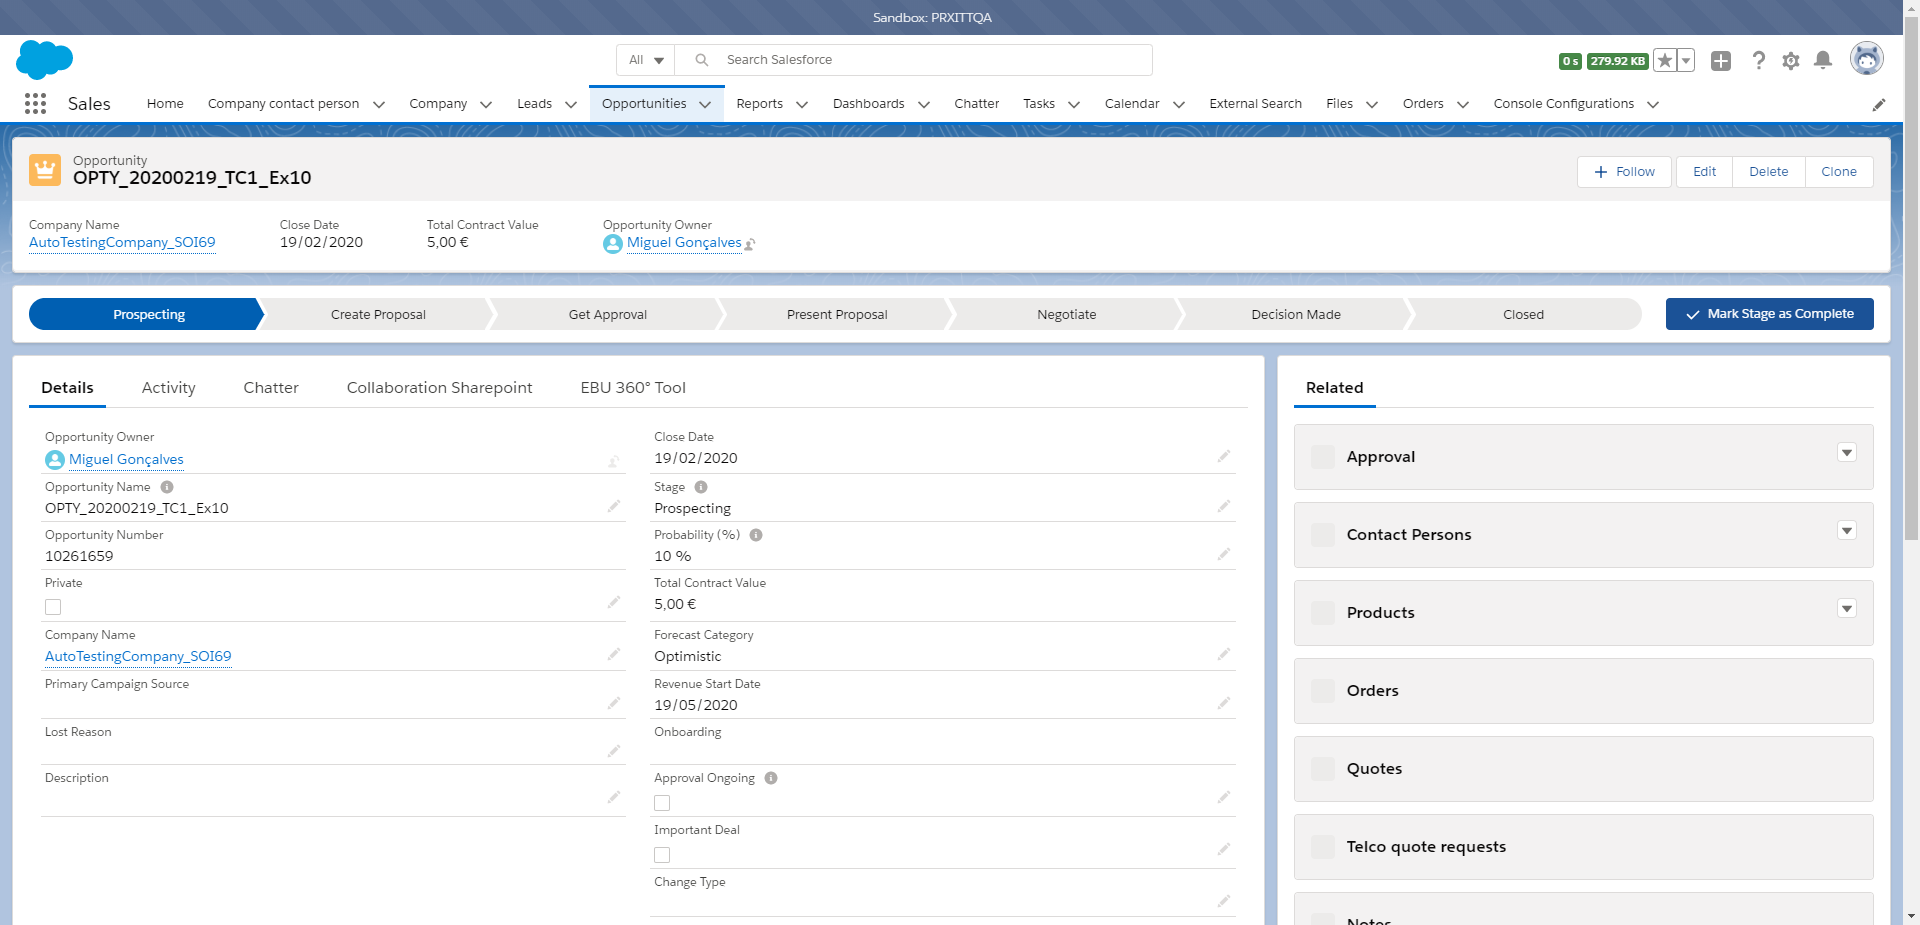 Sandbox: PRXITTQA
All
Search Salesforce
0 s 279.92 KB
Sales Home Company contact person Company Leads Opportunities Reports Dashboards Chatter Tasks Calendar External Search Files Orders Console Configurations
Opportunity
OPTY_20200219_TC1_Ex10
Follow Edit Delete Clone
Company Name Close Date Total Contract Value Opportunity Owner
AutoTestingCompany_SOI69 19/02/2020 5,00 € Miguel Gonçalves
Prospecting Create Proposal Get Approval Present Proposal Negotiate Decision Made Closed Mark Stage as Complete
Details Activity Chatter Collaboration Sharepoint EBU 360° Tool
Opportunity Owner
Miguel Gonçalves
Opportunity Name
OPTY_20200219_TC1_Ex10
Opportunity Number
10261659
Private
Company Name
AutoTestingCompany_SOI69
Primary Campaign Source
Lost Reason
Description
Close Date
19/02/2020
Stage
Prospecting
Probability (%)
10 %
Total Contract Value
5,00 €
Forecast Category
Optimistic
Revenue Start Date
19/05/2020
Onboarding
Approval Ongoing
Important Deal
Change Type
Related
Approval
Contact Persons
Products
Orders
Quotes
Telco quote requests
Notes